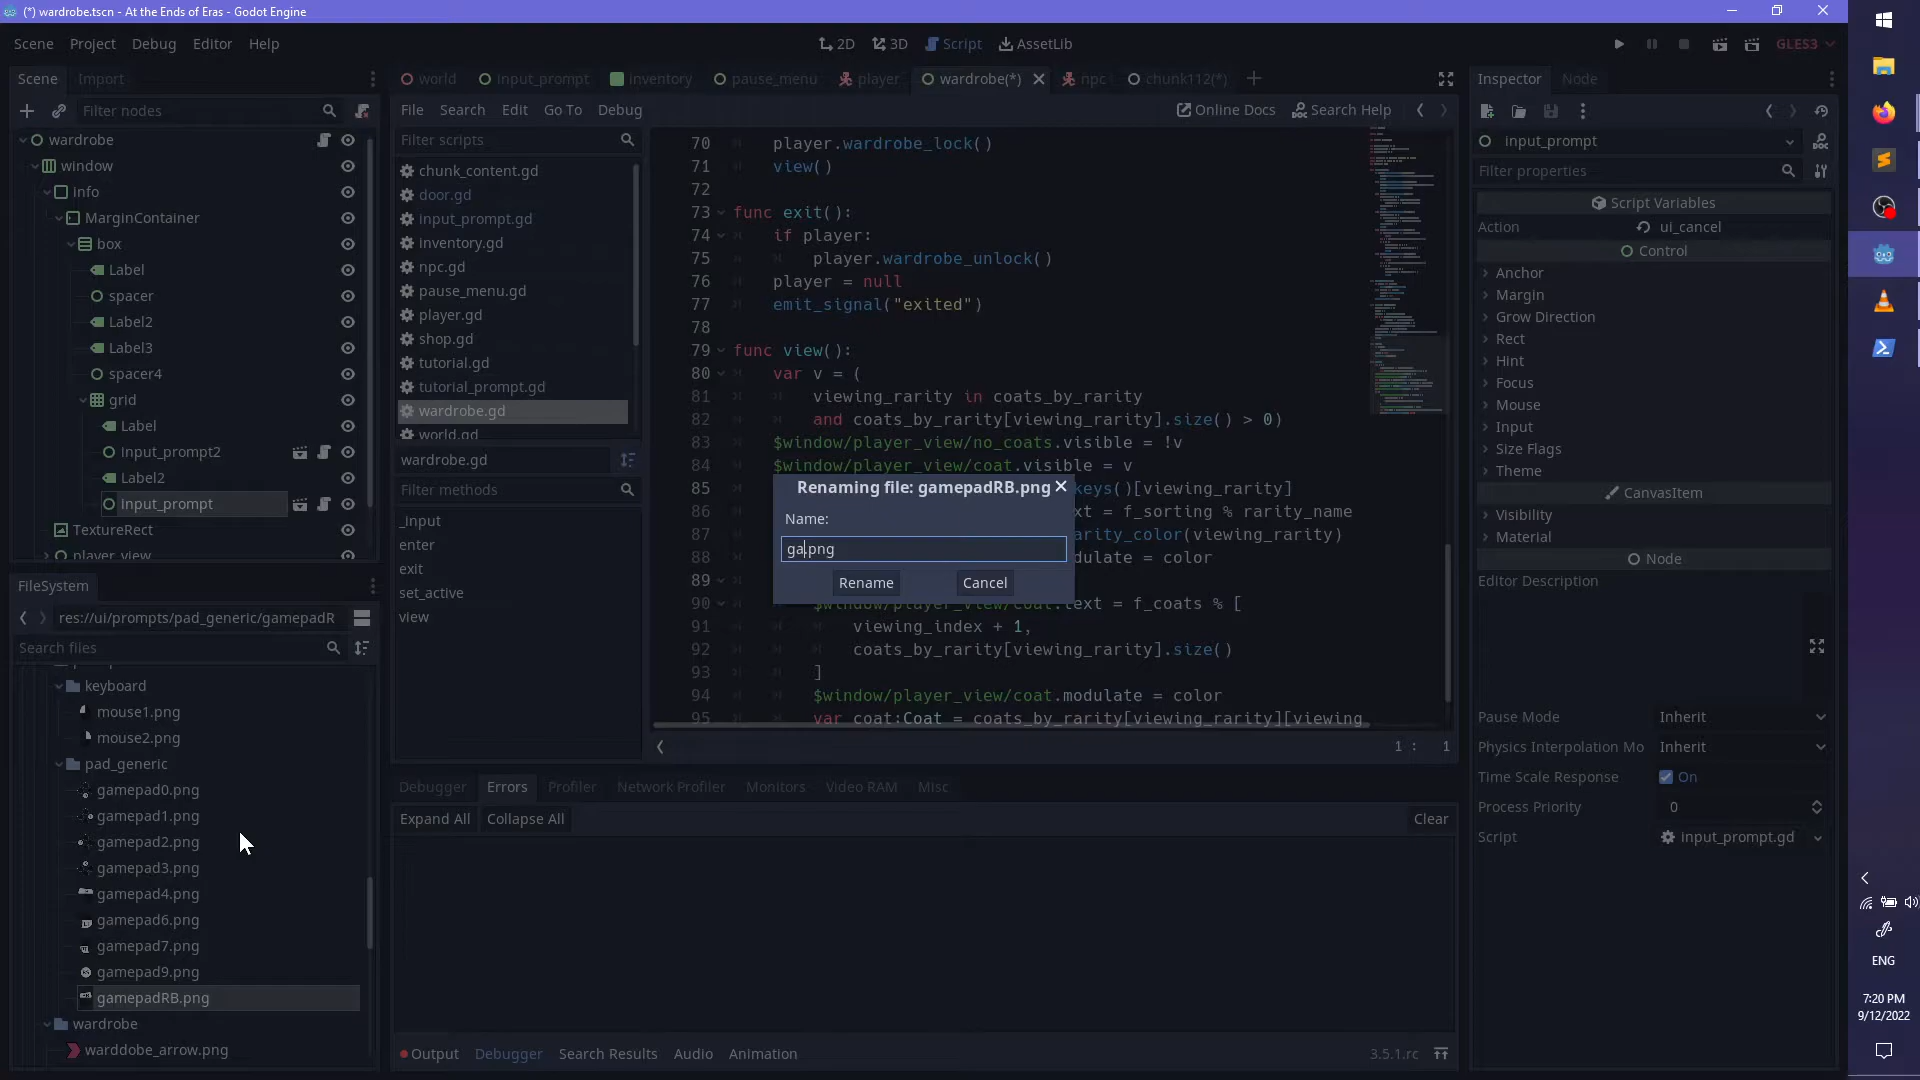 (*) wardrobe.tscn - At the Ends of Eras - Godot Engine
Scene Project Debug Editor Help
2D 3D Script AssetLib
GLES3
Scene Import
world input_prompt inventory pause_menu player wardrobe(*) npc chunk112(*)
Inspector Node
Filter nodes
File Search Edit Go To Debug
Online Docs Search Help
wardrobe
window
info
MarginContainer
box
Label
spacer
Label2
Label3
spacer4
grid
Label
input_prompt2
Label2
input_prompt
TextureRect
player_view
FileSystem
res://ui/prompts/pad_generic/gamepadR
Search files
keyboard
mouse1.png
mouse2.png
pad_generic
gamepad0.png
gamepad1.png
gamepad2.png
gamepad3.png
gamepad4.png
gamepad6.png
gamepad7.png
gamepad9.png
gamepadRB.png
wardrobe
warddobe_arrow.png
Filter scripts
chunk_content.gd
door.gd
input_prompt.gd
inventory.gd
npc.gd
pause_menu.gd
player.gd
shop.gd
tutorial.gd
tutorial_prompt.gd
wardrobe.gd
world.gd
wardrobe.gd
Filter methods
_input
enter
exit
set_active
view
70 player.wardrobe_lock()
71 view()
72
73 func exit():
74 if player:
75 player.wardrobe_unlock()
76 player = null
77 emit_signal("exited")
78
79 func view():
80 var v = (
81 viewing_rarity in coats_by_rarity
82 and coats_by_rarity[viewing_rarity].size() > 0)
83 $window/player_view/no_coats.visible = !v
84 $window/player_view/coat.visible = v
85 keys()[viewing_rarity]
86 xt = f_sorting % rarity_name
87 arity_color(viewing_rarity)
88 dulate = color
89
90 $window/player_view/coat.text = f_coats % [
91 viewing_index + 1,
92 coats_by_rarity[viewing_rarity].size()
93 ]
94 $window/player_view/coat.modulate = color
95 var coat:Coat = coats_by_rarity[viewing_rarity][viewing
1 : 1
Renaming file: gamepadRB.png
Name:
ga.png
Rename Cancel
Debugger Errors Profiler Network Profiler Monitors Video RAM Misc
Expand All Collapse All Clear
Output Debugger Search Results Audio Animation 3.5.1.rc
input_prompt
Filter properties
Script Variables
Action ui_cancel
Control
Anchor
Margin
Grow Direction
Rect
Hint
Focus
Mouse
Input
Size Flags
Theme
CanvasItem
Visibility
Material
Node
Editor Description
Pause Mode Inherit
Physics Interpolation Mo Inherit
Time Scale Response On
Process Priority 0
Script input_prompt.gd
ENG
7:20 PM
9/12/2022